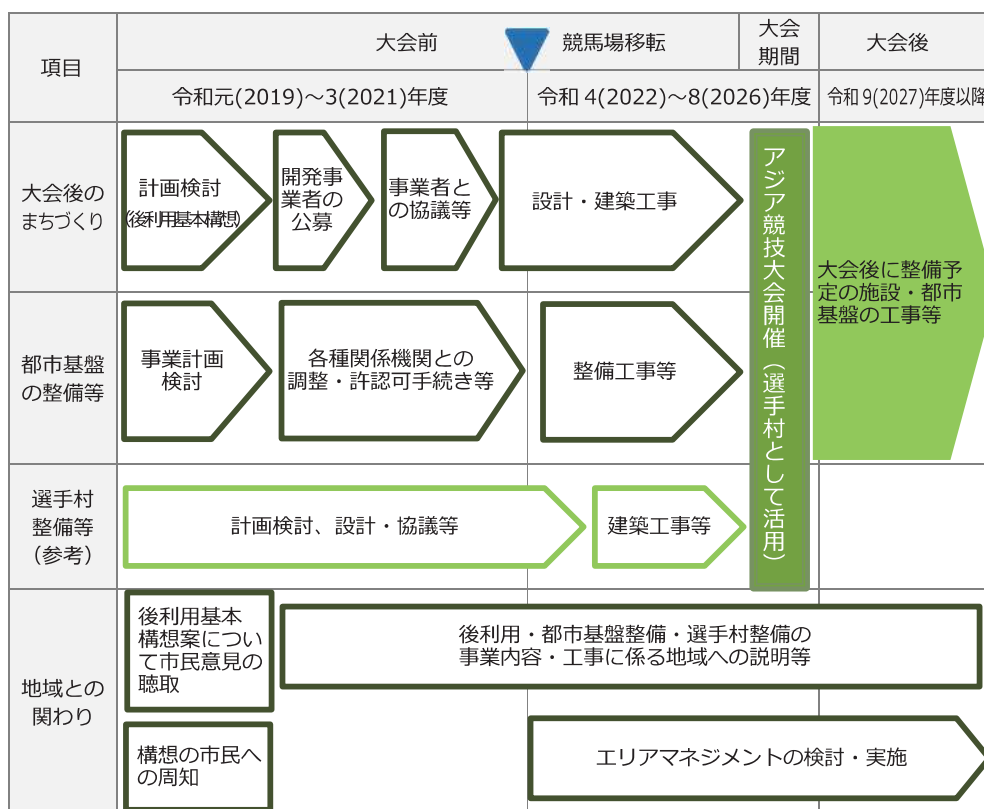 項目
大会前
競馬場移転
大会
期間
大会後
令和元(2019)～3(2021)年度
令和4(2022)～8(2026)年度
令和9(2027)年度以降
大会後の
まちづくり
計画検討
(後利用基本構想)
開発事
業者の
公募
事業者と
の協議等
設計・建築工事
アジア競技大会開催（選手村として活用）
大会後に整備予
定の施設・都市
基盤の工事等
都市基盤
の整備等
事業計画
検討
各種関係機関との
調整・許認可手続き等
整備工事等
選手村
整備等
（参考）
計画検討、設計・協議等
建築工事等
地域との
関わり
後利用基本
構想案につい
て市民意見の
聴取
後利用・都市基盤整備・選手村整備の
事業内容・工事に係る地域への説明等
構想の市民へ
の周知
エリアマネジメントの検討・実施